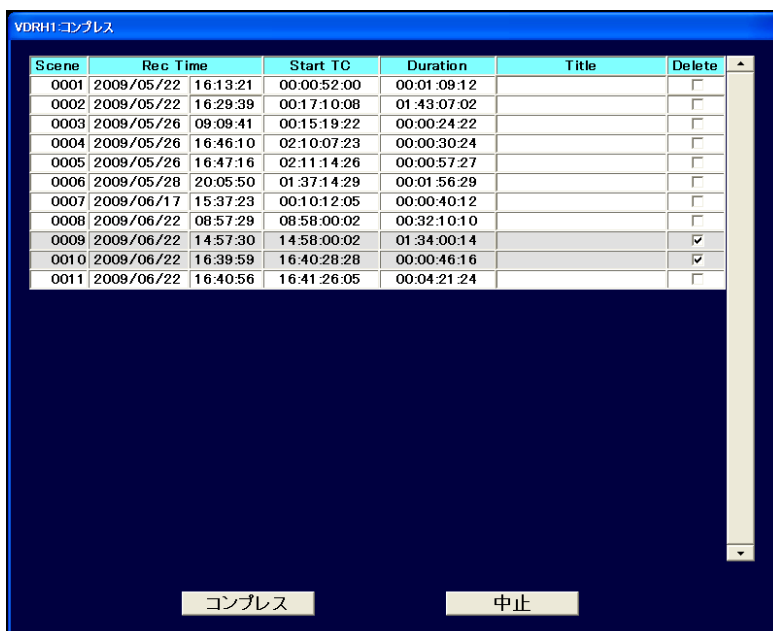 VDRH1:コンプレス
Scene Rec Time Start TC Duration Title Delete
0001 2009/05/22 16:13:21 00:00:52:00 00:01:09:12
0002 2009/05/22 16:29:39 00:17:10:08 01:43:07:02
0003 2009/05/26 09:09:41 00:15:19:22 00:00:24:22
0004 2009/05/26 16:46:10 02:10:07:23 00:00:30:24
0005 2009/05/26 16:47:16 02:11:14:26 00:00:57:27
0006 2009/05/28 20:05:50 01:37:14:29 00:01:56:29
0007 2009/06/17 15:37:23 00:10:12:05 00:00:40:12
0008 2009/06/22 08:57:29 08:58:00:02 00:32:10:10
0009 2009/06/22 14:57:30 14:58:00:02 01:34:00:14
0010 2009/06/22 16:39:59 16:40:28:28 00:00:46:16
0011 2009/06/22 16:40:56 16:41:26:05 00:04:21:24
コンプレス 中止